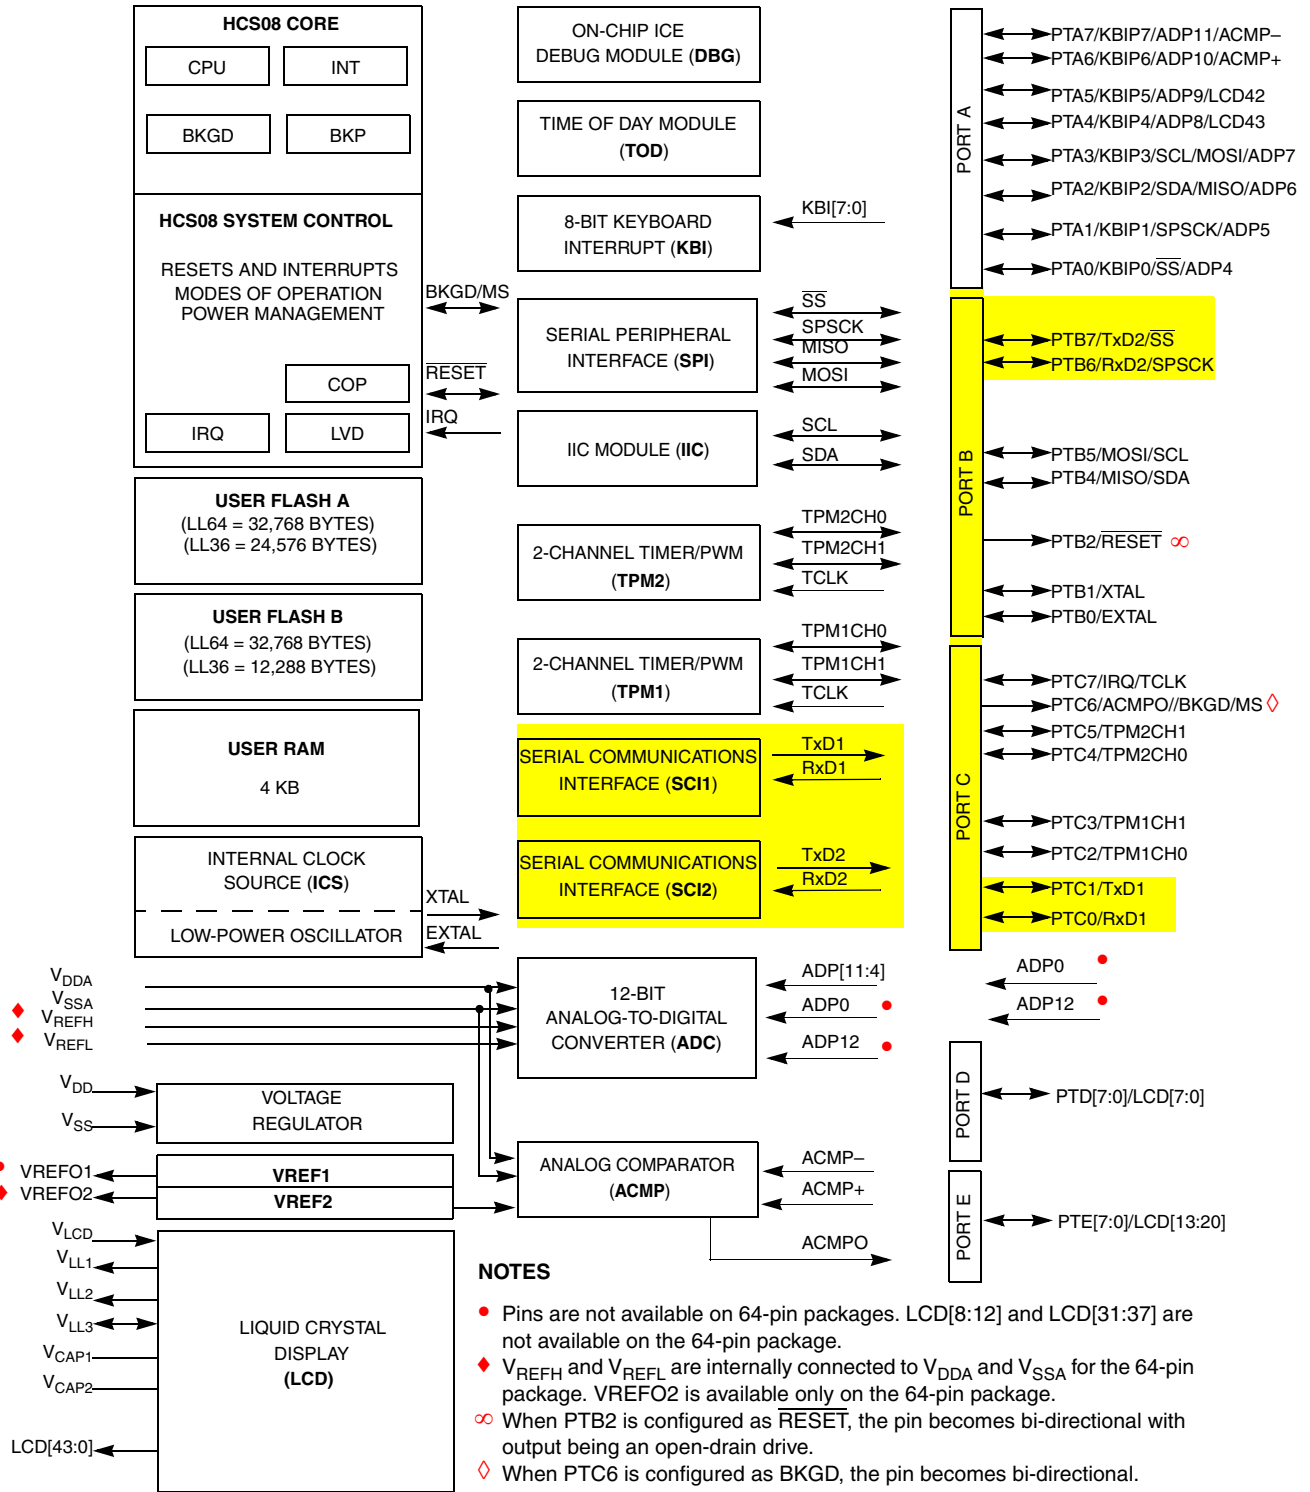 HCS08 CORE
CPU
INT
BKGD
BKP
HCS08 SYSTEM CONTROL
RESETS AND INTERRUPTS
MODES OF OPERATION
POWER MANAGEMENT
COP
IRQ
LVD
BKGD/MS
RESET
IRQ
USER FLASH A
(LL64 = 32,768 BYTES)
(LL36 = 24,576 BYTES)
USER FLASH B
(LL64 = 32,768 BYTES)
(LL36 = 12,288 BYTES)
USER RAM
4 KB
INTERNAL CLOCK
SOURCE (ICS)
LOW-POWER OSCILLATOR
XTAL
EXTAL
VDDA
VSSA
♦ VREFH
♦ VREFL
VDD
VSS
VOLTAGE
REGULATOR
• VREFO1
♦ VREFO2
VREF1
VREF2
VLCD
VLL1
VLL2
VLL3
VCAP1
VCAP2
LCD[43:0]
LIQUID CRYSTAL
DISPLAY
(LCD)
ON-CHIP ICE
DEBUG MODULE (DBG)
TIME OF DAY MODULE
(TOD)
8-BIT KEYBOARD
INTERRUPT (KBI)
KBI[7:0]
SERIAL PERIPHERAL
INTERFACE (SPI)
SS
SPSCK
MISO
MOSI
IIC MODULE (IIC)
SCL
SDA
2-CHANNEL TIMER/PWM
(TPM2)
TPM2CH0
TPM2CH1
TCLK
2-CHANNEL TIMER/PWM
(TPM1)
TPM1CH0
TPM1CH1
TCLK
SERIAL COMMUNICATIONS
INTERFACE (SCI1)
TxD1
RxD1
SERIAL COMMUNICATIONS
INTERFACE (SCI2)
TxD2
RxD2
12-BIT
ANALOG-TO-DIGITAL
CONVERTER (ADC)
ADP[11:4]
ADP0 •
ADP12 •
ANALOG COMPARATOR
(ACMP)
ACMP–
ACMP+
ACMPO
PORT A
PTA7/KBIP7/ADP11/ACMP–
PTA6/KBIP6/ADP10/ACMP+
PTA5/KBIP5/ADP9/LCD42
PTA4/KBIP4/ADP8/LCD43
PTA3/KBIP3/SCL/MOSI/ADP7
PTA2/KBIP2/SDA/MISO/ADP6
PTA1/KBIP1/SPSCK/ADP5
PTA0/KBIP0/SS/ADP4
PORT B
PTB7/TxD2/SS
PTB6/RxD2/SPSCK
PTB5/MOSI/SCL
PTB4/MISO/SDA
PTB2/RESET ∞
PTB1/XTAL
PTB0/EXTAL
PORT C
PTC7/IRQ/TCLK
PTC6/ACMPO//BKGD/MS ◊
PTC5/TPM2CH1
PTC4/TPM2CH0
PTC3/TPM1CH1
PTC2/TPM1CH0
PTC1/TxD1
PTC0/RxD1
ADP0 •
ADP12 •
PORT D
PTD[7:0]/LCD[7:0]
PORT E
PTE[7:0]/LCD[13:20]
NOTES
• Pins are not available on 64-pin packages. LCD[8:12] and LCD[31:37] are
not available on the 64-pin package.
♦ VREFH and VREFL are internally connected to VDDA and VSSA for the 64-pin
package. VREFO2 is available only on the 64-pin package.
∞ When PTB2 is configured as RESET, the pin becomes bi-directional with
output being an open-drain drive.
◊ When PTC6 is configured as BKGD, the pin becomes bi-directional.